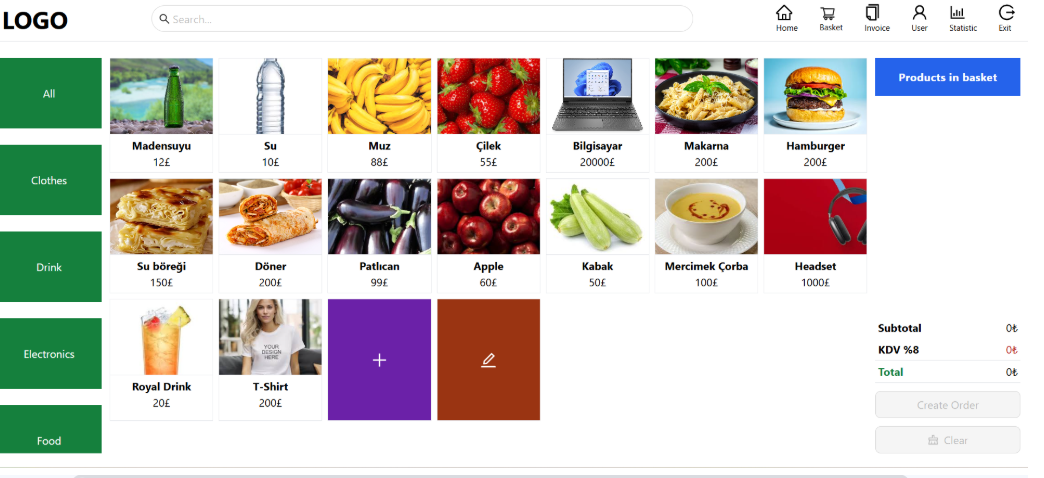 LOGO
Search...
Home
Basket
Invoice
User
Statistic
Exit
All
Clothes
Drink
Electronics
Food
Madensuyu
12£
Su
10£
Muz
88£
Çilek
55£
Bilgisayar
20000£
Makarna
200£
Hamburger
200£
Su böreği
150£
Döner
200£
Patlıcan
99£
Apple
60£
Kabak
50£
Mercimek Çorba
100£
Headset
1000£
Royal Drink
20£
YOUR
DESIGN
HERE
T-Shirt
200£
Products in basket
Subtotal 0₺
KDV %8 0₺
Total 0₺
Create Order
Clear